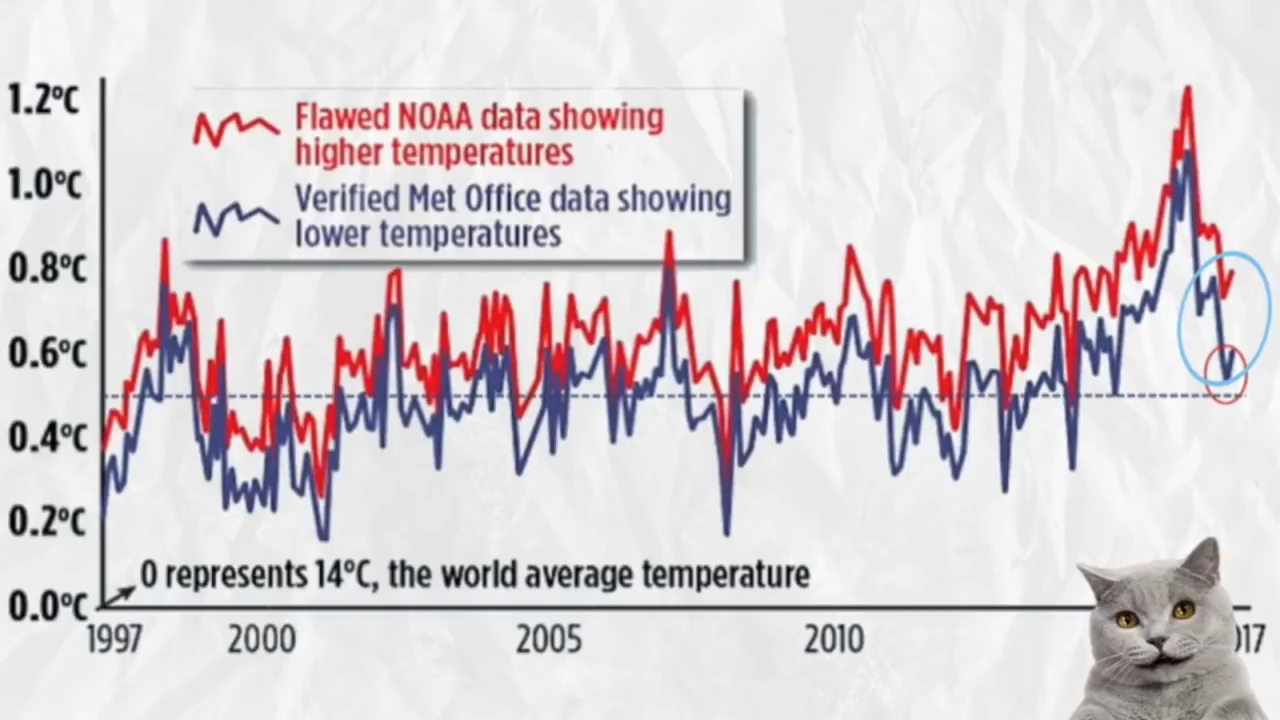 1.2°C
Flawed NOAA data showing
higher temperatures
1.0°C
Verified Met Office data showing
lower temperatures
0.8°C
0.6°C
0.4°C
0.2°C
0 represents 14°C, the world average temperature
0.0°C
1997 2000 2005 2010 017